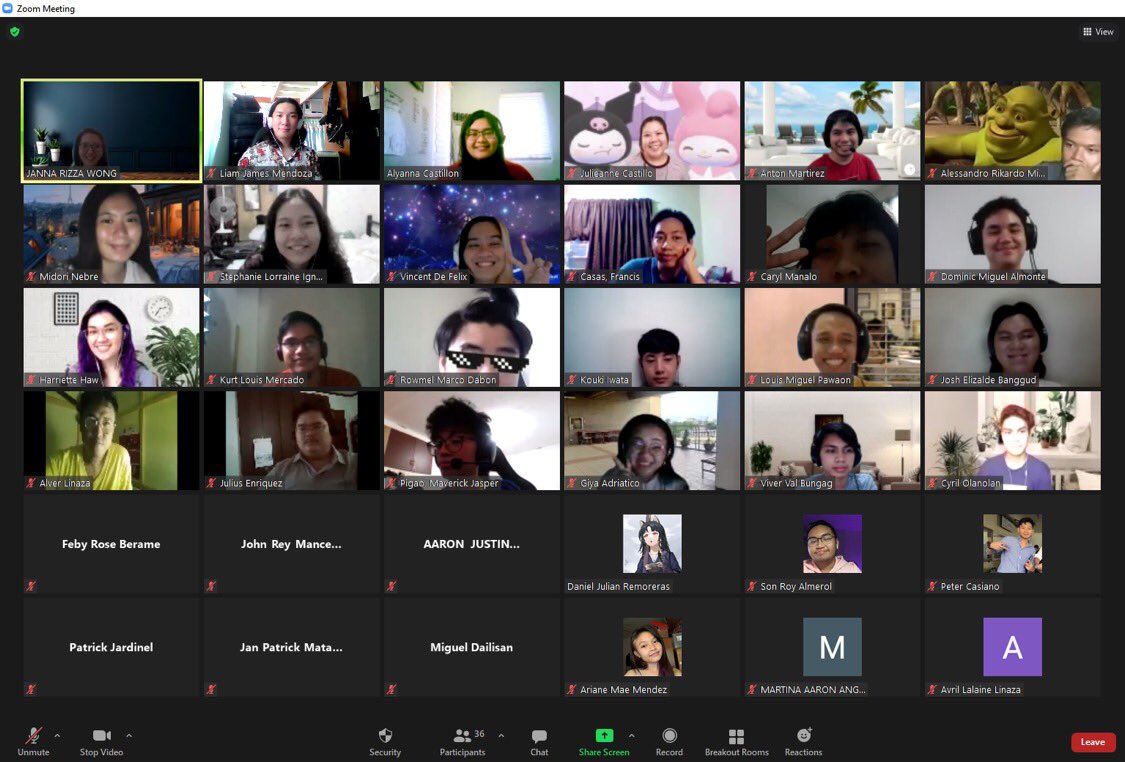 Zoom Meeting
View
JANNA RIZZA WONG
Liam James Mendoza
Alyanna Castillon
Julieanne Castillo
Anton Martirez
Alessandro Rikardo Mi...
Midori Nebre
Stephanie Lorraine Ign...
Vincent De Felix
Casas, Francis
Caryl Manalo
Dominic Miguel Almonte
Harriette Haw
Kurt Louis Mercado
Rowmel Marco Dabon
Kouki Iwata
Louis Miguel Pawaon
Josh Elizalde Banggud
Alver Linaza
Julius Enriquez
Pigao, Maverick Jasper
Giya Adriatico
Viver Val Bungag
Cyril Olanolan
Feby Rose Berame
John Rey Mance...
AARON JUSTIN...
Daniel Julian Remoreras
Son Roy Almerol
Peter Casiano
Patrick Jardinel
Jan Patrick Mata...
Miguel Dailisan
Ariane Mae Mendez
M
MARTINA AARON ANG...
A
Avril Lalaine Linaza
Unmute
Stop Video
Security
36
Participants
Chat
Share Screen
Record
Breakout Rooms
Reactions
Leave